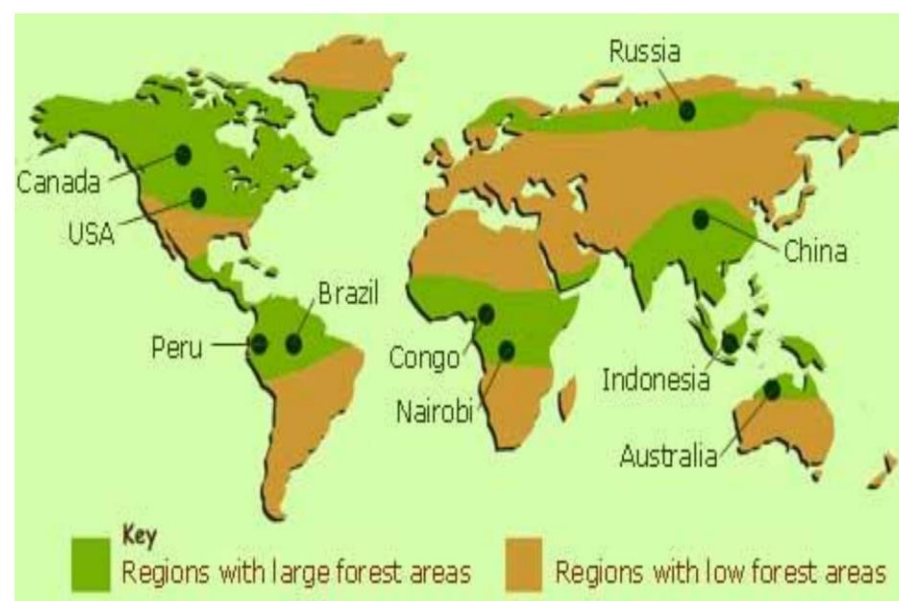 Russia
Canada
USA
China
Brazil
Peru
Congo
Indonesia
Nairobi
Australia
Key
Regions with large forest areas
Regions with low forest areas